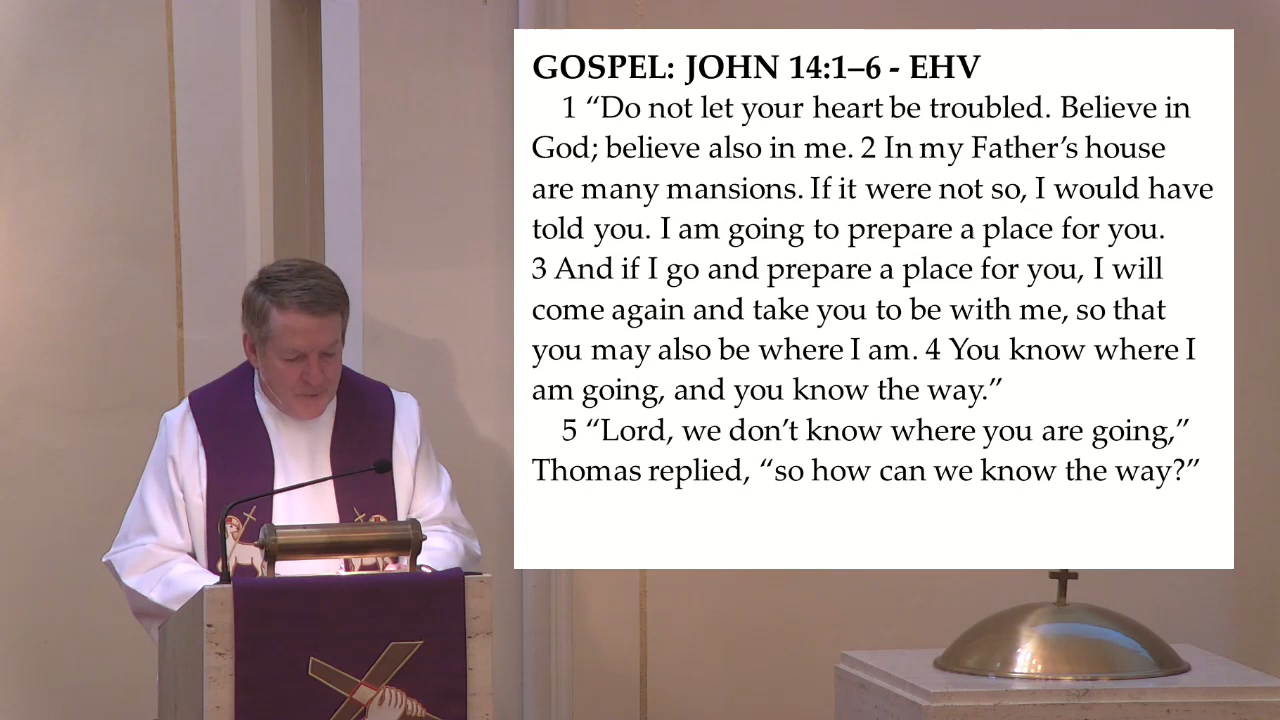 GOSPEL: JOHN 14:1–6 - EHV
1 “Do not let your heart be troubled. Believe in
God; believe also in me. 2 In my Father’s house
are many mansions. If it were not so, I would have
told you. I am going to prepare a place for you.
3 And if I go and prepare a place for you, I will
come again and take you to be with me, so that
you may also be where I am. 4 You know where I
am going, and you know the way.”
5 “Lord, we don’t know where you are going,”
Thomas replied, “so how can we know the way?”